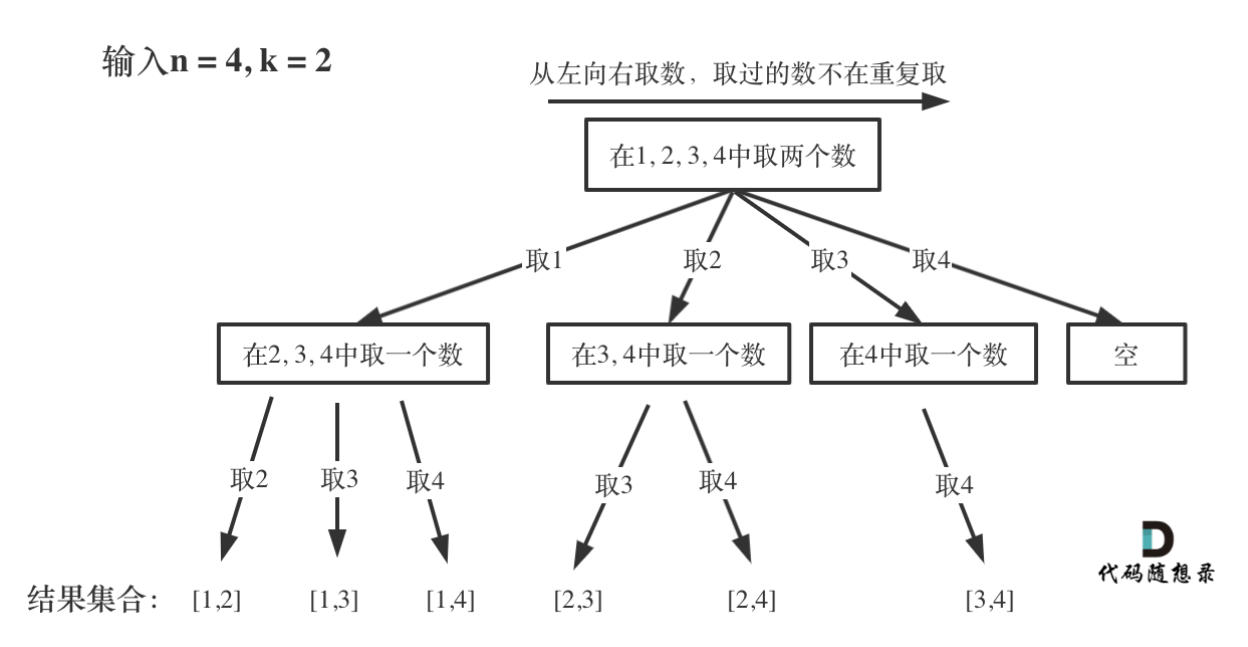 输入n = 4, k = 2
从左向右取数，取过的数不在重复取
在1, 2, 3, 4中取两个数
取1
取2
取3
取4
在2, 3, 4中取一个数
在3, 4中取一个数
在4中取一个数
空
取2
取3
取4
取3
取4
取4
结果集合：
[1,2]
[1,3]
[1,4]
[2,3]
[2,4]
[3,4]
代码随想录